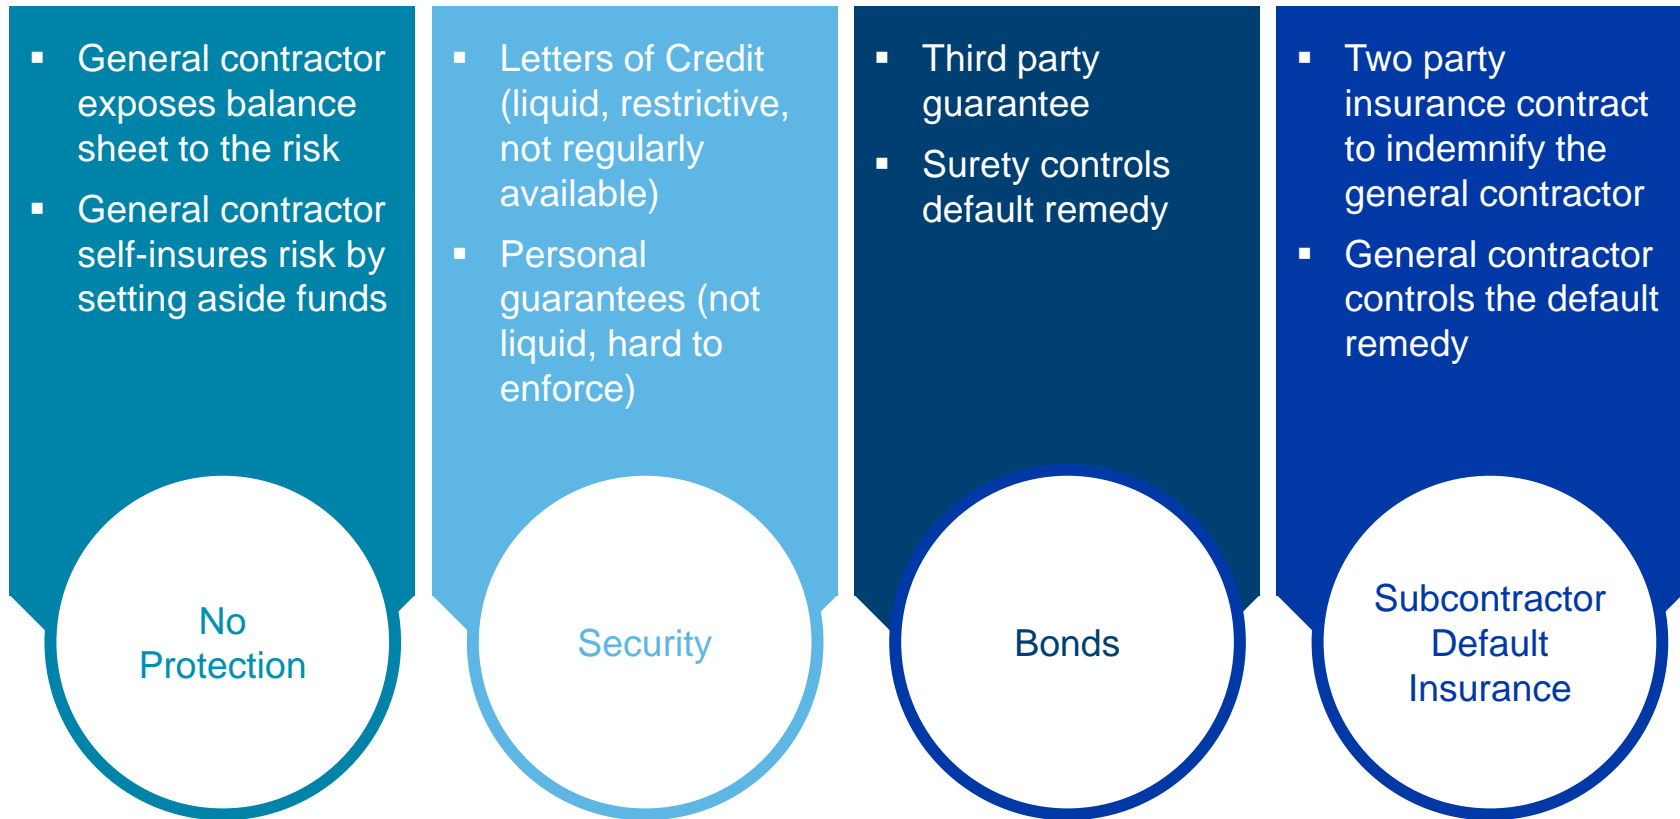 ▪ General contractor
exposes balance
sheet to the risk
▪ General contractor
self-insures risk by
setting aside funds
No
Protection
▪ Letters of Credit
(liquid, restrictive,
not regularly
available)
▪ Personal
guarantees (not
liquid, hard to
enforce)
Security
▪ Third party
guarantee
▪ Surety controls
default remedy
Bonds
▪ Two party
insurance contract
to indemnify the
general contractor
▪ General contractor
controls the default
remedy
Subcontractor
Default
Insurance